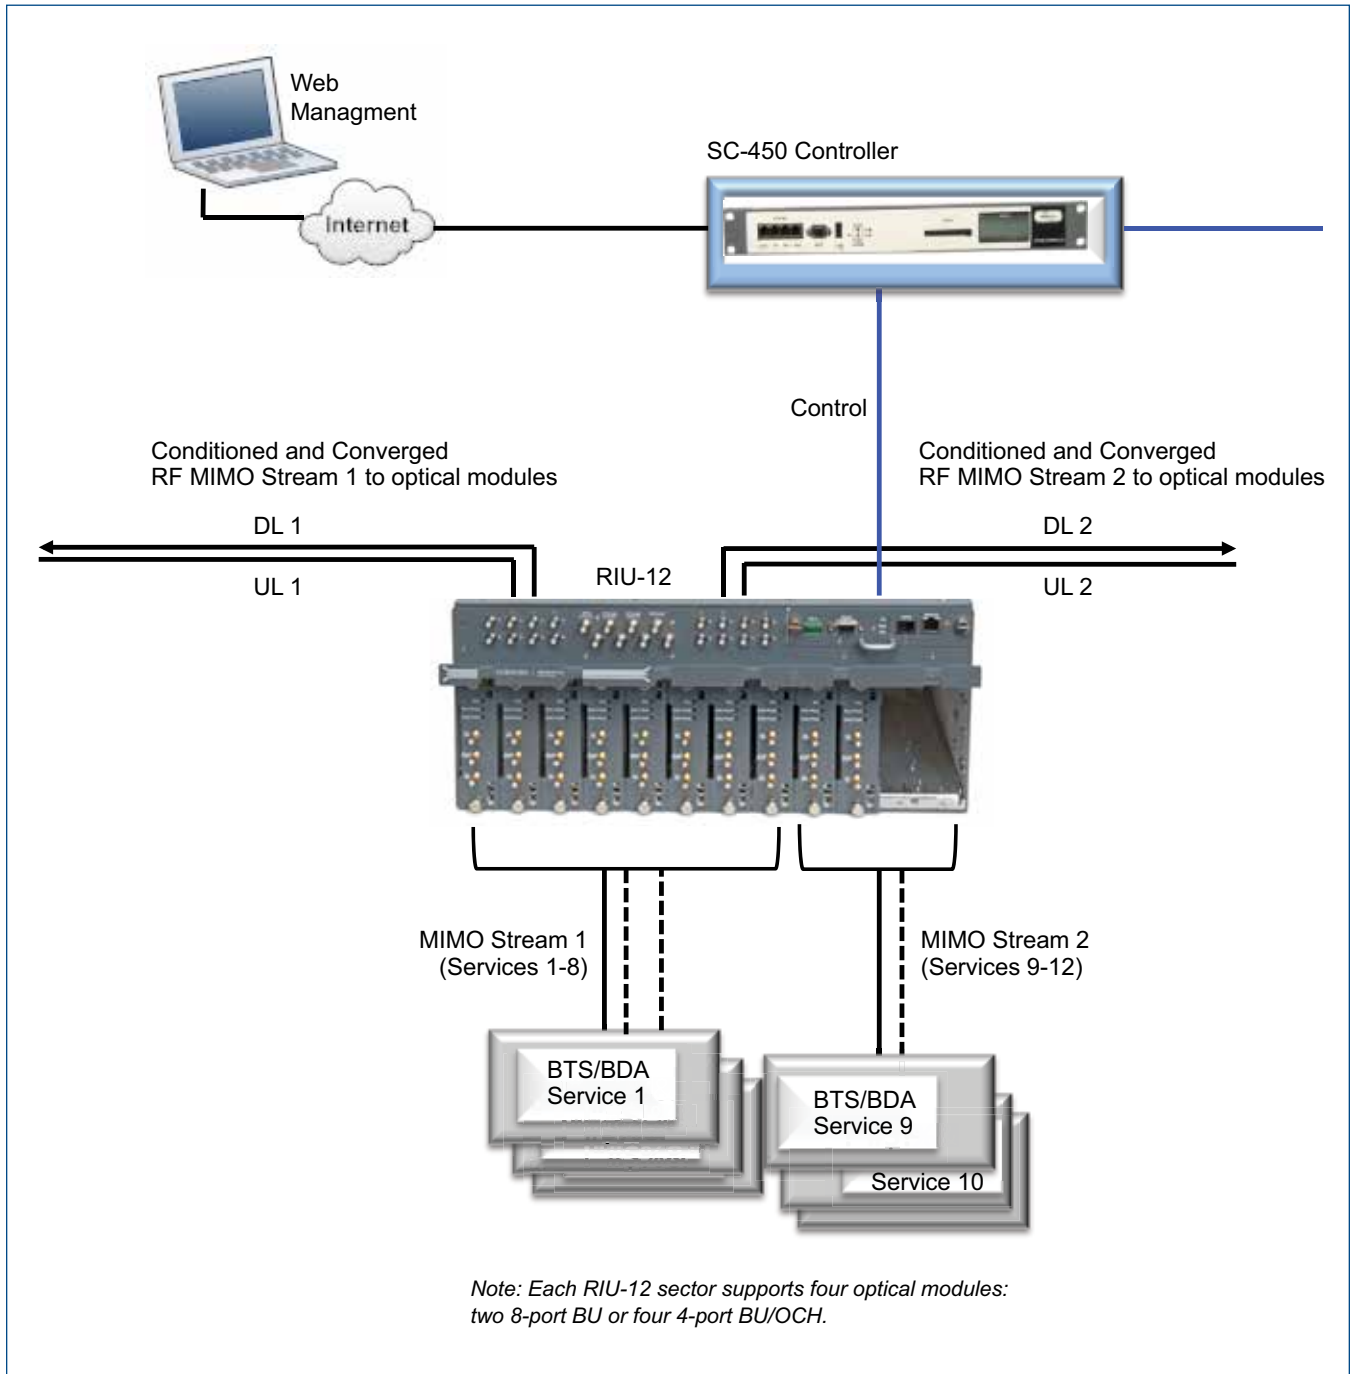 Web
Managment
SC-450 Controller
Internet
Control
Conditioned and Converged
RF MIMO Stream 1 to optical modules
Conditioned and Converged
RF MIMO Stream 2 to optical modules
DL 1
DL 2
UL 1
RIU-12
UL 2
MIMO Stream 1
(Services 1-8)
MIMO Stream 2
(Services 9-12)
BTS/BDA
Service 1
BTS/BDA
Service 9
Service 10
Note: Each RIU-12 sector supports four optical modules:
two 8-port BU or four 4-port BU/OCH.